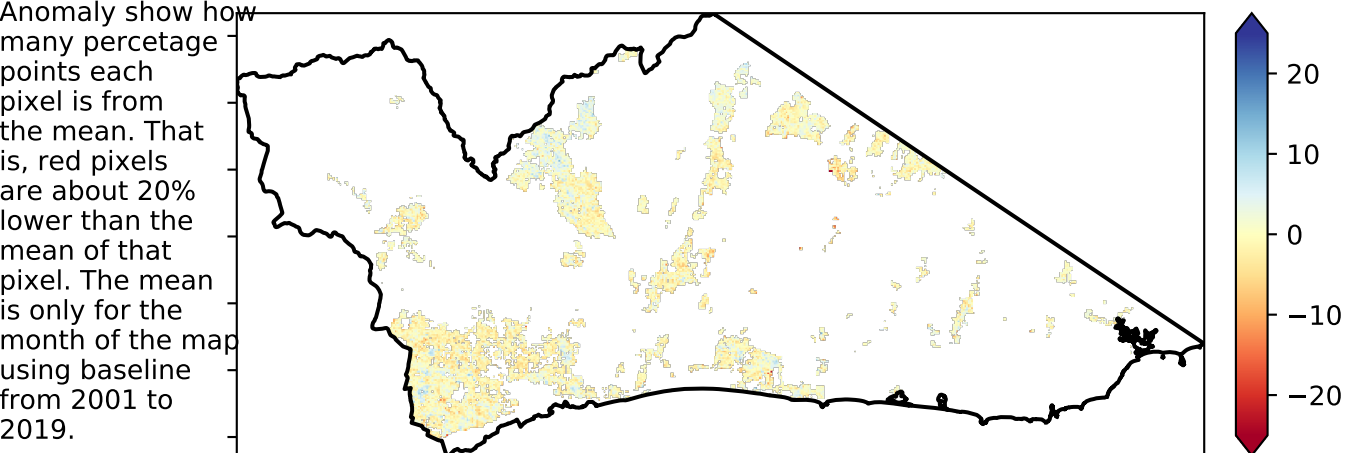 Anomaly show how
many percetage
points each
pixel is from
the mean. That
is, red pixels
are about 20%
lower than the
mean of that
pixel. The mean
is only for the
month of the map
using baseline
from 2001 to
2019.
20
10
0
−10
−20